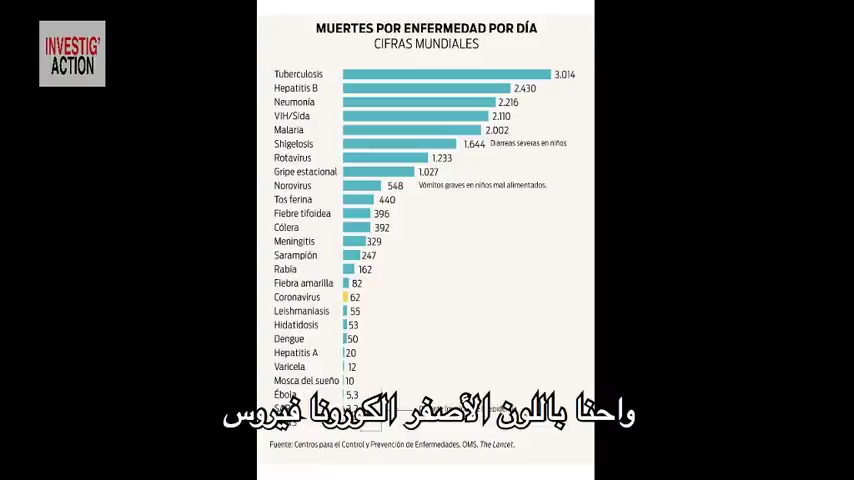 INVESTIG'
ACTION
MUERTES POR ENFERMEDAD POR DÍA
CIFRAS MUNDIALES
Tuberculosis 3.014
Hepatitis B 2.430
Neumonía 2.216
VIH/Sida 2.110
Malaria 2.002
Shigelosis 1.644 Diarreas severas en niños
Rotavirus 1.233
Gripe estacional 1.027
Norovirus 548 Vómitos graves en niños mal alimentados.
Tos ferina 440
Fiebre tifoidea 396
Cólera 392
Meningitis 329
Sarampión 247
Rabia 162
Fiebra amarilla 82
Coronavirus 62
Leishmaniasis 55
Hidatidosis 53
Dengue 50
Hepatitis A 20
Varicela 12
Mosca del sueño 10
Ébola 5,3
واحنا باللون الأصفر الكورونا فيروس
Fuente: Centros para el Control y Prevención de Enfermedades, OMS, The Lancet.